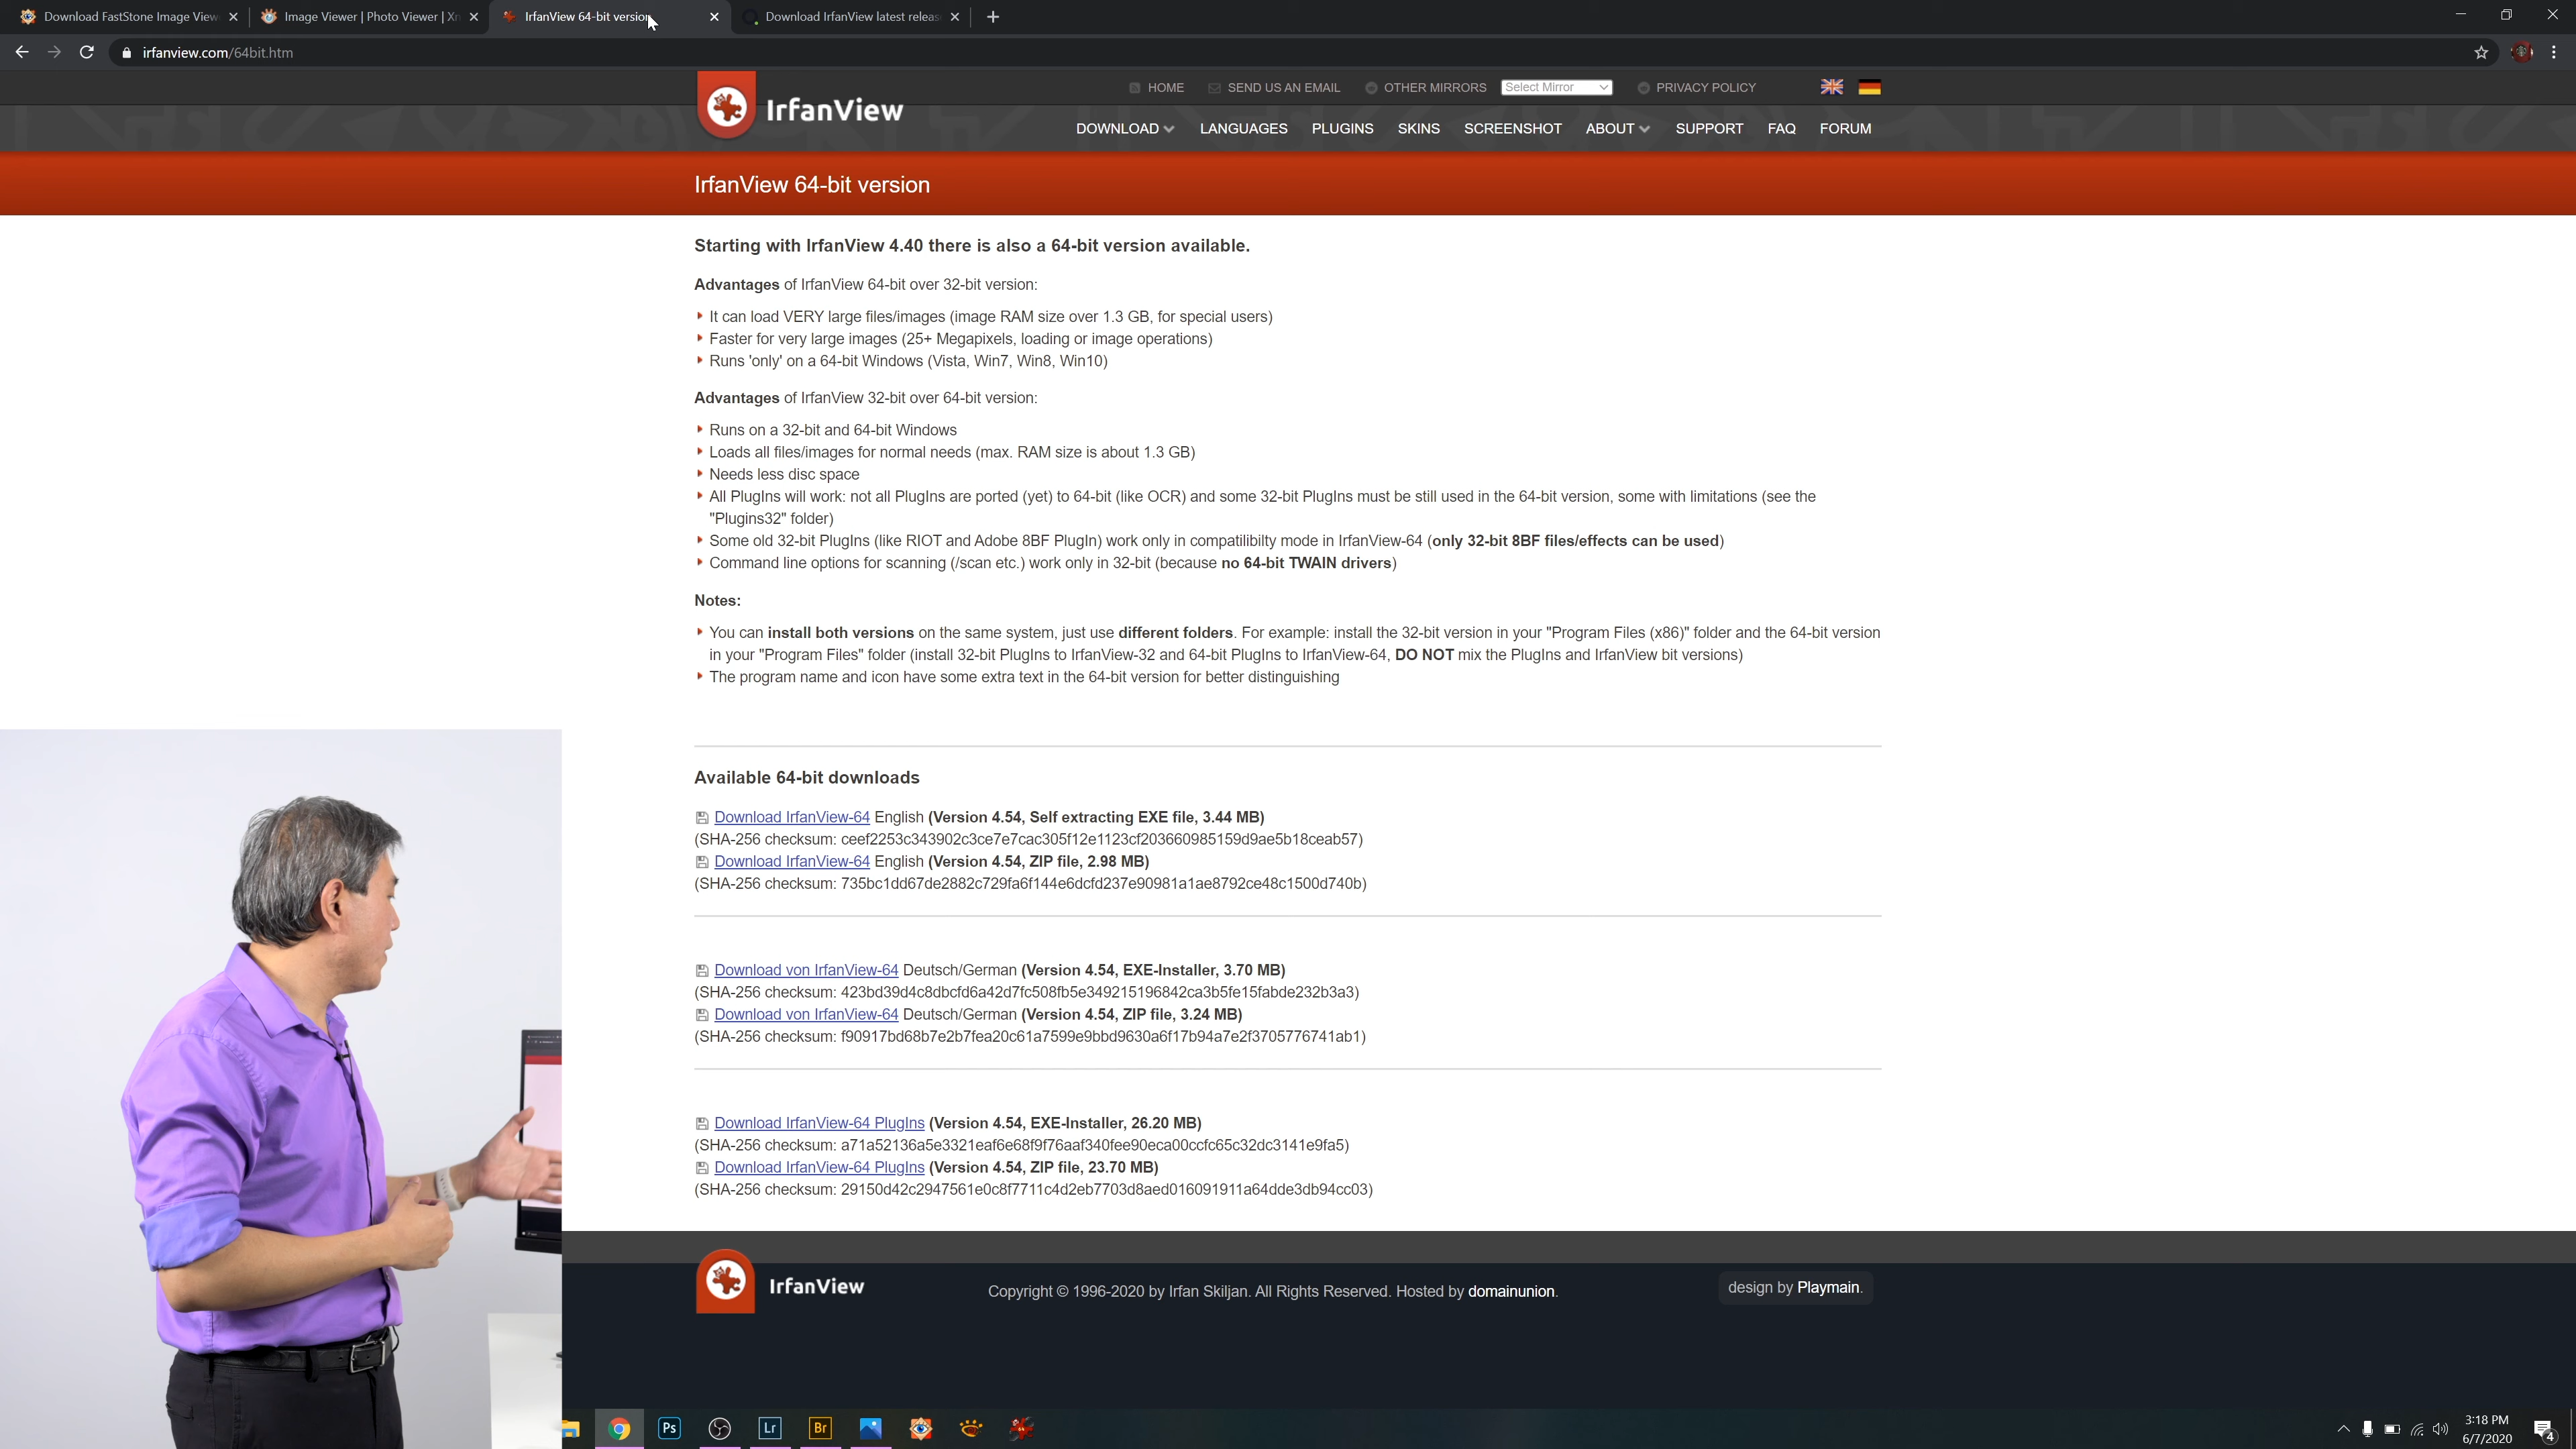 Download FastStone Image View
Image Viewer | Photo Viewer | Xn
IrfanView 64-bit version
Download IrfanView latest releas
irfanview.com/64bit.htm
HOME
SEND US AN EMAIL
OTHER MIRRORS
Select Mirror
PRIVACY POLICY
IrfanView
DOWNLOAD
LANGUAGES
PLUGINS
SKINS
SCREENSHOT
ABOUT
SUPPORT
FAQ
FORUM
IrfanView 64-bit version
Starting with IrfanView 4.40 there is also a 64-bit version available.
Advantages of IrfanView 64-bit over 32-bit version:
It can load VERY large files/images (image RAM size over 1.3 GB, for special users)
Faster for very large images (25+ Megapixels, loading or image operations)
Runs 'only' on a 64-bit Windows (Vista, Win7, Win8, Win10)
Advantages of IrfanView 32-bit over 64-bit version:
Runs on a 32-bit and 64-bit Windows
Loads all files/images for normal needs (max. RAM size is about 1.3 GB)
Needs less disc space
All PlugIns will work: not all PlugIns are ported (yet) to 64-bit (like OCR) and some 32-bit PlugIns must be still used in the 64-bit version, some with limitations (see the
"Plugins32" folder)
Some old 32-bit PlugIns (like RIOT and Adobe 8BF PlugIn) work only in compatibilibty mode in IrfanView-64 (only 32-bit 8BF files/effects can be used)
Command line options for scanning (/scan etc.) work only in 32-bit (because no 64-bit TWAIN drivers)
Notes:
You can install both versions on the same system, just use different folders. For example: install the 32-bit version in your "Program Files (x86)" folder and the 64-bit version
in your "Program Files" folder (install 32-bit PlugIns to IrfanView-32 and 64-bit PlugIns to IrfanView-64, DO NOT mix the PlugIns and IrfanView bit versions)
The program name and icon have some extra text in the 64-bit version for better distinguishing
Available 64-bit downloads
Download IrfanView-64 English (Version 4.54, Self extracting EXE file, 3.44 MB)
(SHA-256 checksum: ceef2253c343902c3ce7e7cac305f12e1123cf203660985159d9ae5b18ceab57)
Download IrfanView-64 English (Version 4.54, ZIP file, 2.98 MB)
(SHA-256 checksum: 735bc1dd67de2882c729fa6f144e6dcfd237e90981a1ae8792ce48c1500d740b)
Download von IrfanView-64 Deutsch/German (Version 4.54, EXE-Installer, 3.70 MB)
(SHA-256 checksum: 423bd39d4c8dbcfd6a42d7fc508fb5e349215196842ca3b5fe15fabde232b3a3)
Download von IrfanView-64 Deutsch/German (Version 4.54, ZIP file, 3.24 MB)
(SHA-256 checksum: f90917bd68b7e2b7fea20c61a7599e9bbd9630a6f17b94a7e2f3705776741ab1)
Download IrfanView-64 PlugIns (Version 4.54, EXE-Installer, 26.20 MB)
(SHA-256 checksum: a71a52136a5e3321eaf6e68f9f76aaf340fee90eca00ccfc65c32dc3141e9fa5)
Download IrfanView-64 PlugIns (Version 4.54, ZIP file, 23.70 MB)
(SHA-256 checksum: 29150d42c2947561e0c8f7711c4d2eb7703d8aed016091911a64dde3db94cc03)
IrfanView
Copyright © 1996-2020 by Irfan Skiljan. All Rights Reserved. Hosted by domainunion.
design by Playmain.
Ps
Lr
Br
3:18 PM
6/7/2020
4